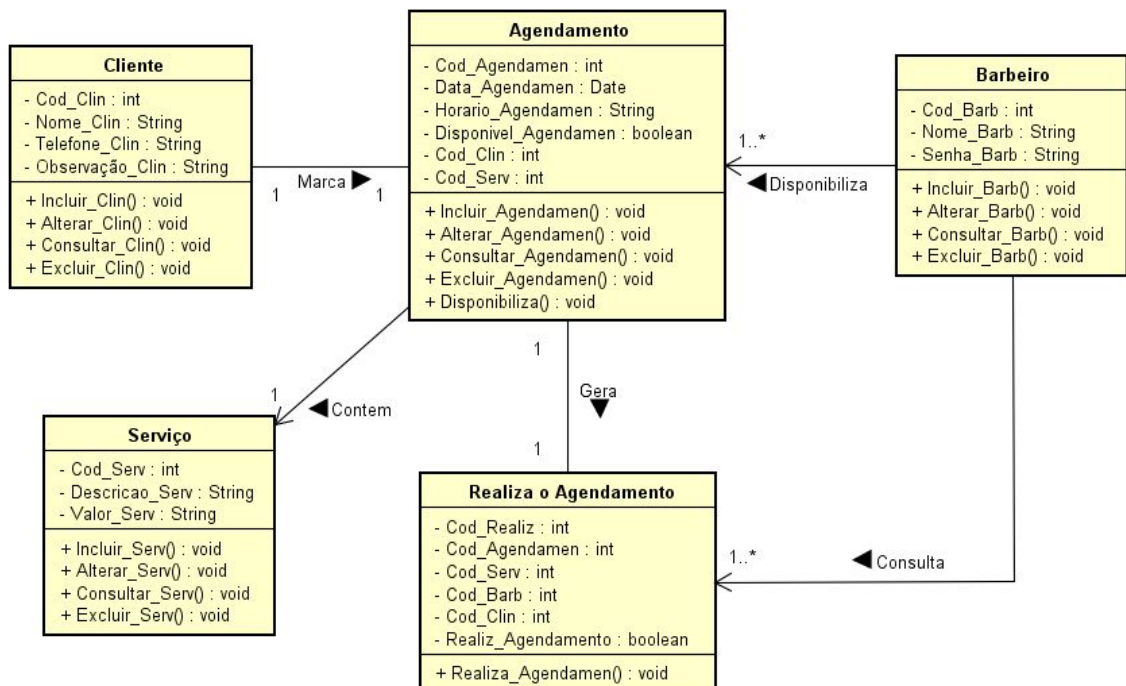 Cliente
- Cod_Clin : int
- Nome_Clin : String
- Telefone_Clin : String
- Observação_Clin : String
+ Incluir_Clin() : void
+ Alterar_Clin() : void
+ Consultar_Clin() : void
+ Excluir_Clin() : void
1
Marca
1
Agendamento
- Cod_Agendamen : int
- Data_Agendamen : Date
- Horario_Agendamen : String
- Disponivel_Agendamen : boolean
- Cod_Clin : int
- Cod_Serv : int
+ Incluir_Agendamen() : void
+ Alterar_Agendamen() : void
+ Consultar_Agendamen() : void
+ Excluir_Agendamen() : void
+ Disponibiliza() : void
1..*
Disponibiliza
Barbeiro
- Cod_Barb : int
- Nome_Barb : String
- Senha_Barb : String
+ Incluir_Barb() : void
+ Alterar_Barb() : void
+ Consultar_Barb() : void
+ Excluir_Barb() : void
1
Contem
1
Gera
1
Serviço
- Cod_Serv : int
- Descricao_Serv : String
- Valor_Serv : String
+ Incluir_Serv() : void
+ Alterar_Serv() : void
+ Consultar_Serv() : void
+ Excluir_Serv() : void
Realiza o Agendamento
- Cod_Realiz : int
- Cod_Agendamen : int
- Cod_Serv : int
- Cod_Barb : int
- Cod_Clin : int
- Realiz_Agendamento : boolean
+ Realiza_Agendamen() : void
1..*
Consulta